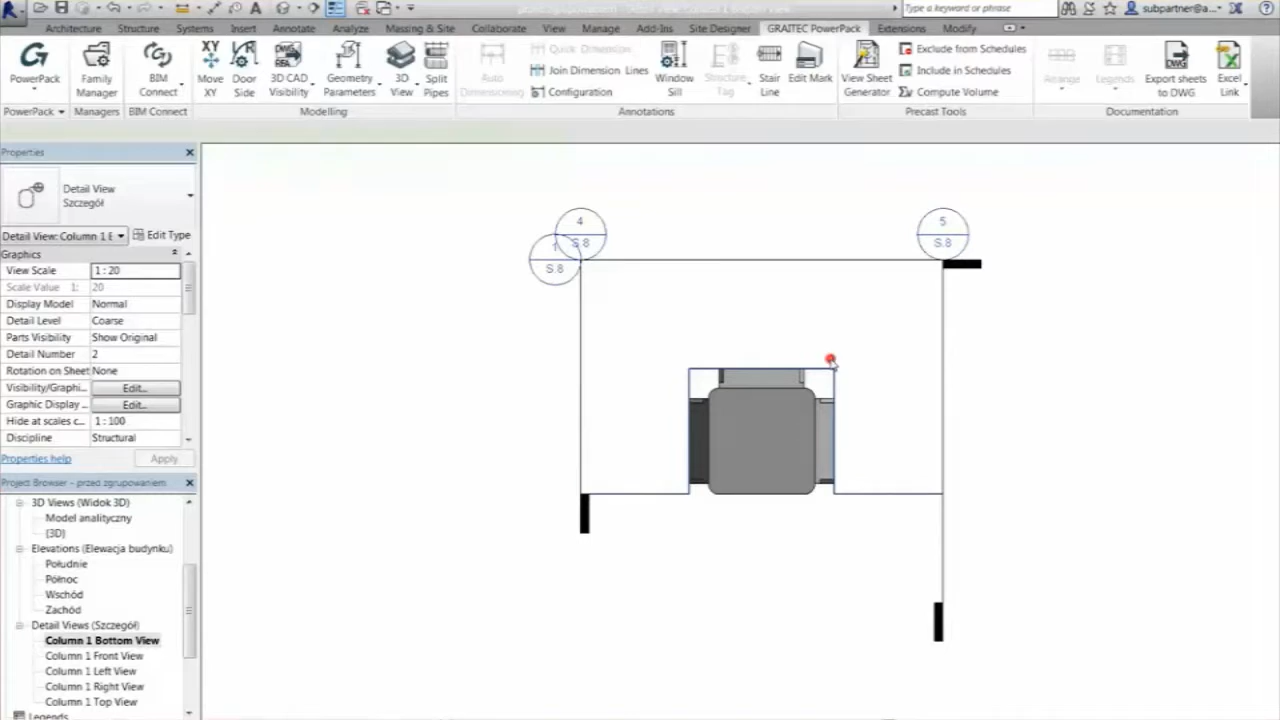 Type a keyword or phrase
subpartner@a...
Architecture Structure Systems Insert Annotate Analyze Massing & Site Collaborate View Manage Add-Ins Site Designer GRAITEC PowerPack Extensions Modify
PowerPack
Family Manager
BIM Connect
Move XY
Door Side
3D CAD Visibility
Geometry Parameters
3D View
Split Pipes
Auto Dimensioning
Quick Dimension
Join Dimension Lines
Configuration
Window Sill
Structure Tag
Stair Line
Edit Mark
View Sheet Generator
Exclude from Schedules
Include in Schedules
Compute Volume
Arrange
Legends
Export sheets to DWG
Excel Link
PowerPack Managers BIM Connect Modelling Annotations Precast Tools Documentation
Properties
Detail View
Szczegół
Detail View: Column 1 E
Edit Type
Graphics
View Scale 1 : 20
Scale Value 1: 20
Display Model Normal
Detail Level Coarse
Parts Visibility Show Original
Detail Number 2
Rotation on Sheet None
Visibility/Graphi... Edit...
Graphic Display ... Edit...
Hide at scales c... 1 : 100
Discipline Structural
Properties help
Apply
Project Browser - przed zgrupowaniem
3D Views (Widok 3D)
Model analityczny
{3D}
Elevations (Elewacja budynku)
Południe
Północ
Wschód
Zachód
Detail Views (Szczegół)
Column 1 Bottom View
Column 1 Front View
Column 1 Left View
Column 1 Right View
Column 1 Top View
Legends
4
S.8
1
S.8
5
S.8